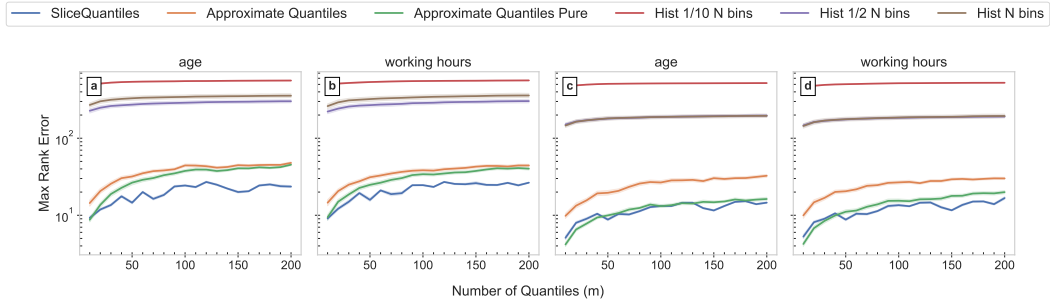 SliceQuantiles Approximate Quantiles Approximate Quantiles Pure Hist 1/10 N bins Hist 1/2 N bins Hist N bins
age working hours age working hours
a b c d
Max Rank Error
10²
10¹
50 100 150 200 50 100 150 200 50 100 150 200 50 100 150 200
Number of Quantiles (m)